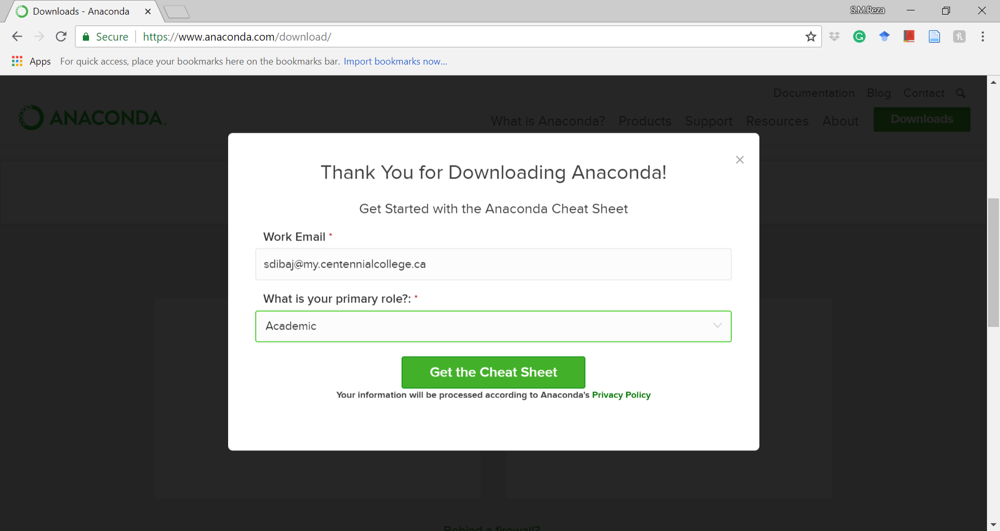 Downloads - Anaconda
S.M.Reza
Secure
https://www.anaconda.com/download/
Apps For quick access, place your bookmarks here on the bookmarks bar. Import bookmarks now...
Documentation Blog Contact
ANACONDA.
What is Anaconda? Products Support Resources About Downloads
Thank You for Downloading Anaconda!
Get Started with the Anaconda Cheat Sheet
Work Email *
sdibaj@my.centennialcollege.ca
What is your primary role?: *
Academic
Get the Cheat Sheet
Your information will be processed according to Anaconda's Privacy Policy
Behind a firewall?